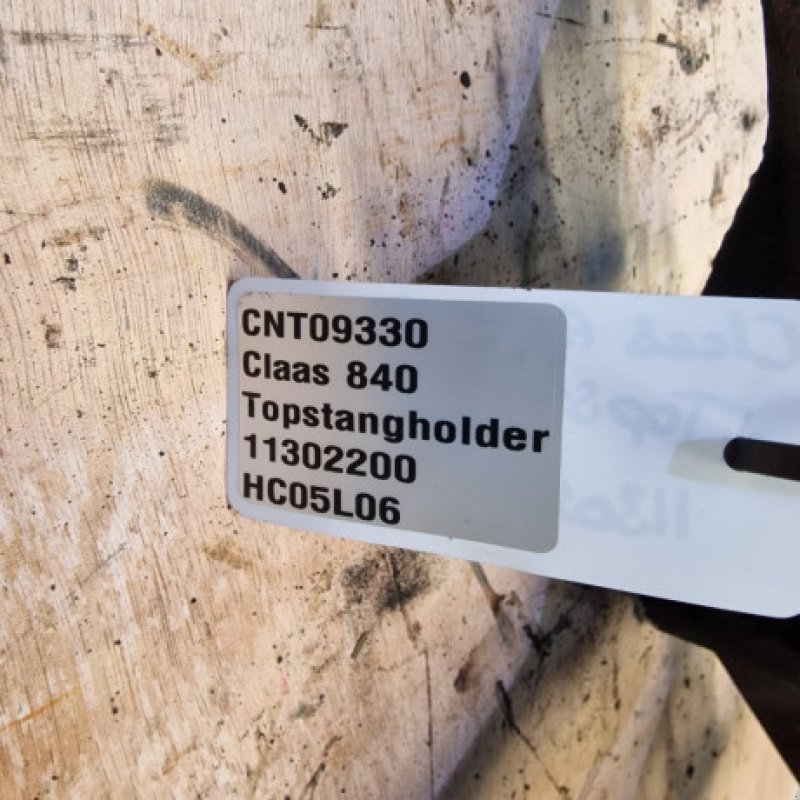 CNT09330
Claas 840
Topstangholder
11302200
HC05L06